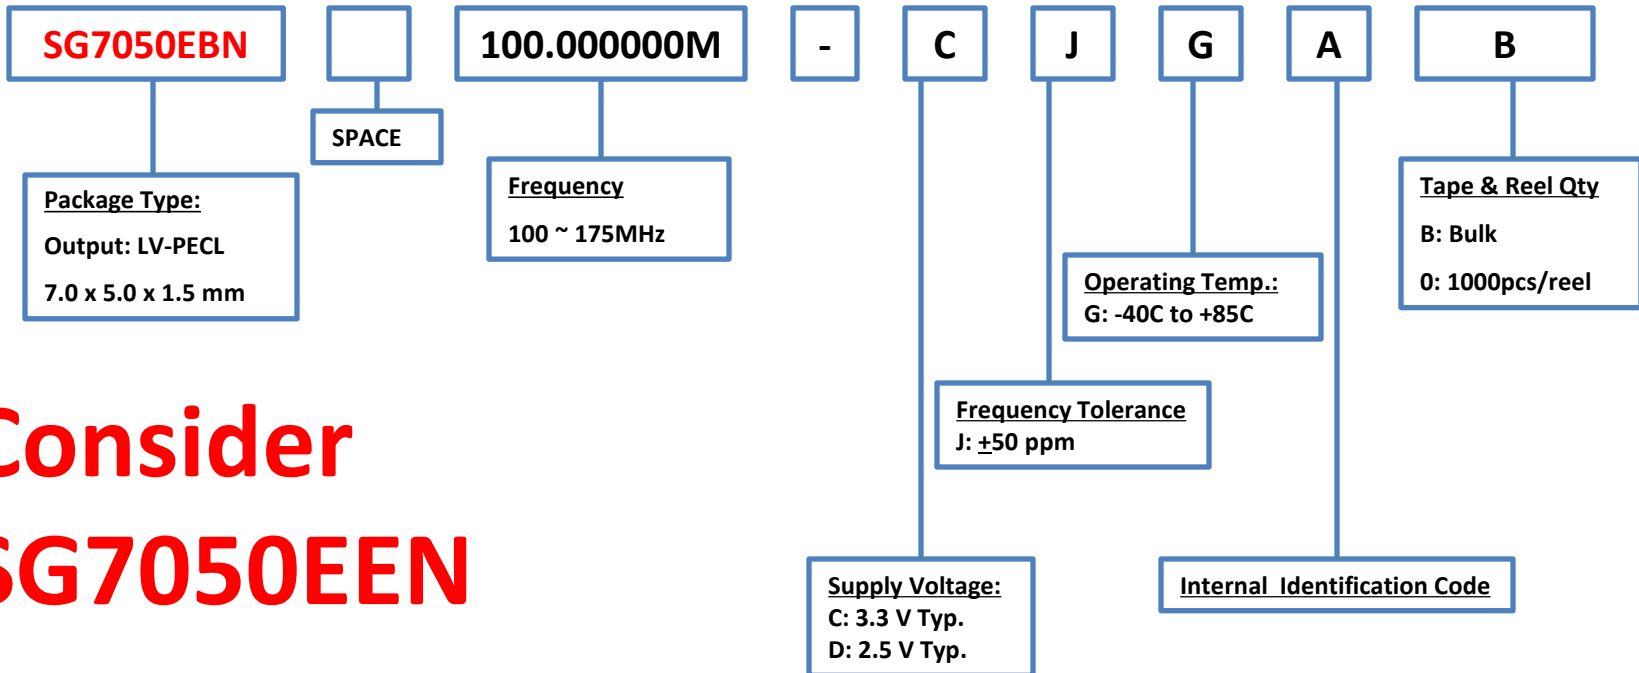 SG7050EBN 100.000000M - C J G A B
SPACE
Package Type:
Output: LV-PECL
7.0 x 5.0 x 1.5 mm
Frequency
100 ~ 175MHz
Tape & Reel Qty
B: Bulk
0: 1000pcs/reel
Operating Temp.:
G: -40C to +85C
Frequency Tolerance
J: ±50 ppm
Consider
SG7050EEN
Supply Voltage:
C: 3.3 V Typ.
D: 2.5 V Typ.
Internal Identification Code